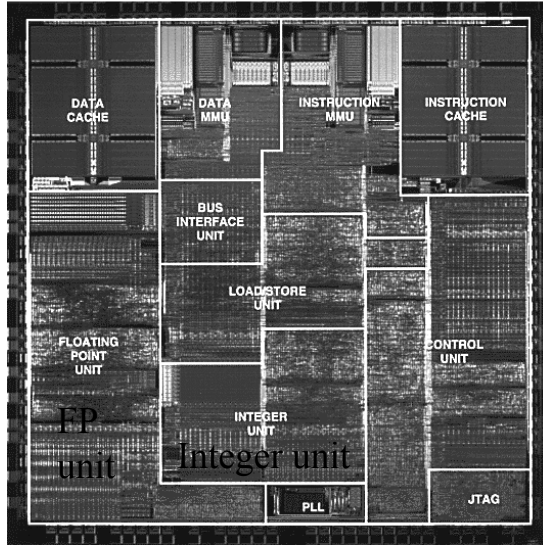 DATA
CACHE
DATA
MMU
INSTRUCTION
MMU
INSTRUCTION
CACHE
BUS
INTERFACE
UNIT
LOAD/STORE
UNIT
FLOATING
POINT
UNIT
CONTROL
UNIT
INTEGER
UNIT
FP
unit
Integer unit
PLL
JTAG